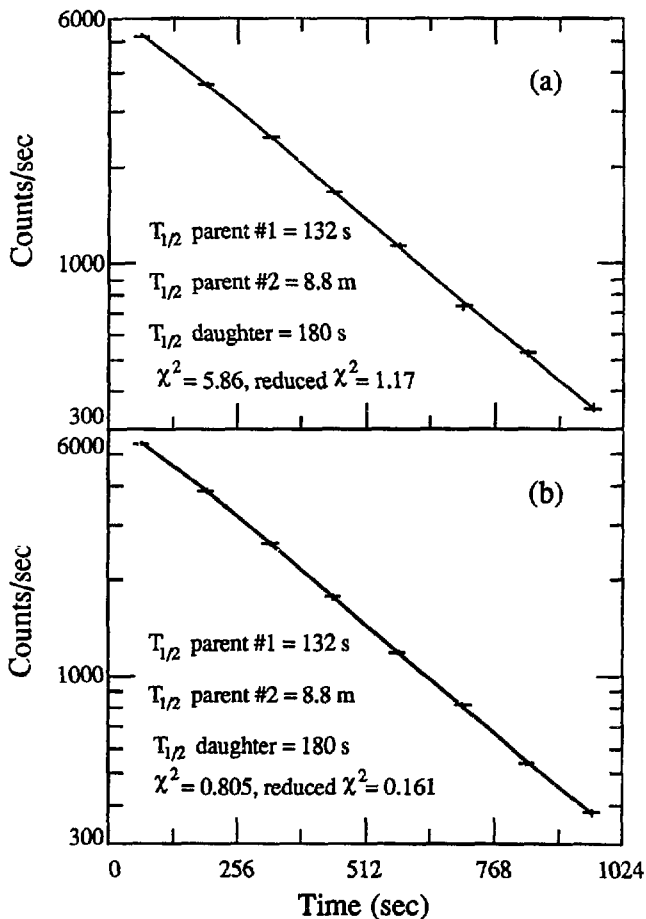 6000
(a)
Counts/sec
T1/2 parent #1 = 132 s
1000
T1/2 parent #2 = 8.8 m
T1/2 daughter = 180 s
χ2 = 5.86, reduced χ2 = 1.17
300
6000
(b)
Counts/sec
T1/2 parent #1 = 132 s
1000
T1/2 parent #2 = 8.8 m
T1/2 daughter = 180 s
χ2 = 0.805, reduced χ2 = 0.161
300
0 256 512 768 1024
Time (sec)